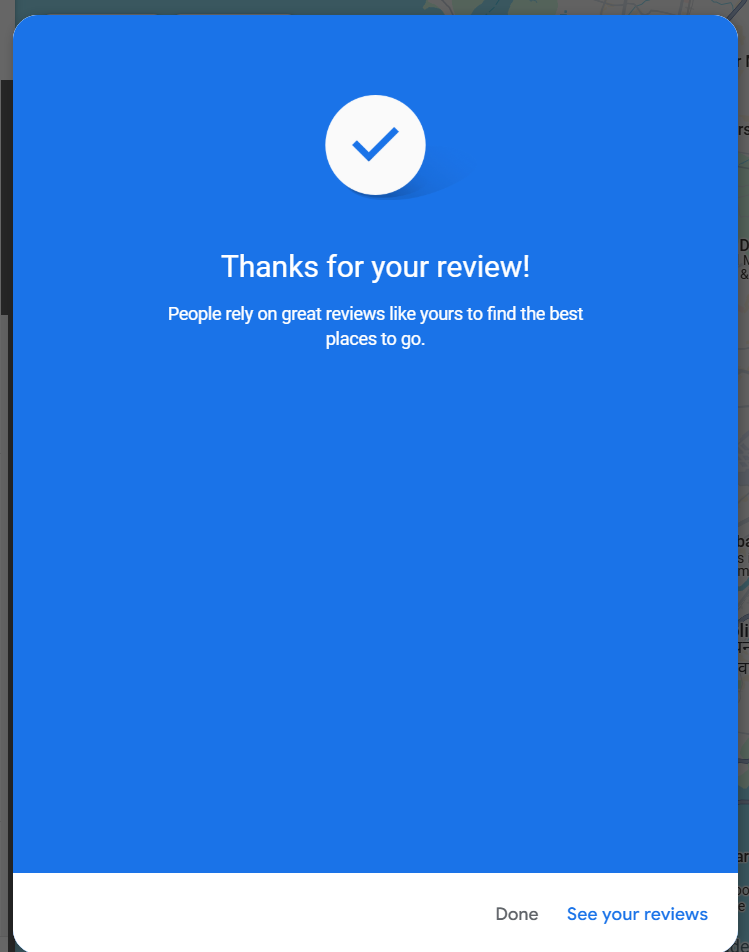 Thanks for your review!
People rely on great reviews like yours to find the best
places to go.
Done
See your reviews